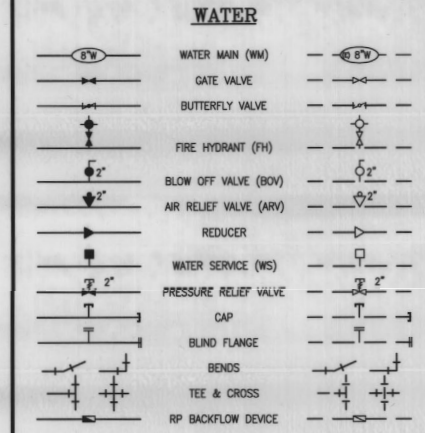 WATER
8"W WATER MAIN (WM) 8"W
GATE VALVE
BUTTERFLY VALVE
FIRE HYDRANT (FH)
2" BLOW OFF VALVE (BOV) 2"
2" AIR RELIEF VALVE (ARV) 2"
REDUCER
WATER SERVICE (WS)
2" PRESSURE RELIEF VALVE 2"
CAP
BLIND FLANGE
BENDS
TEE & CROSS
RP BACKFLOW DEVICE